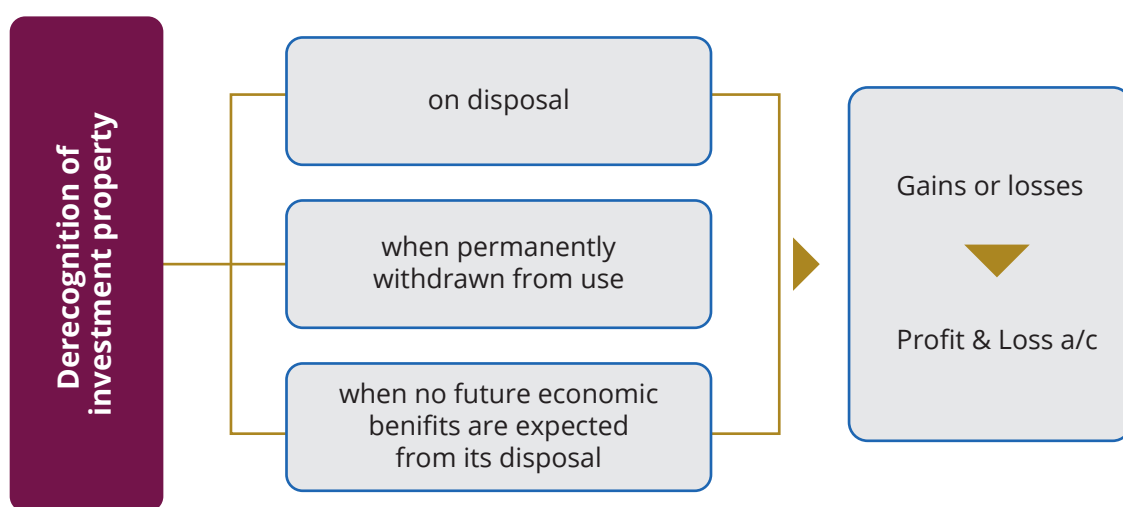 Derecognition of
investment property
on disposal
when permanently
withdrawn from use
when no future economic
benifits are expected
from its disposal
Gains or losses
Profit & Loss a/c